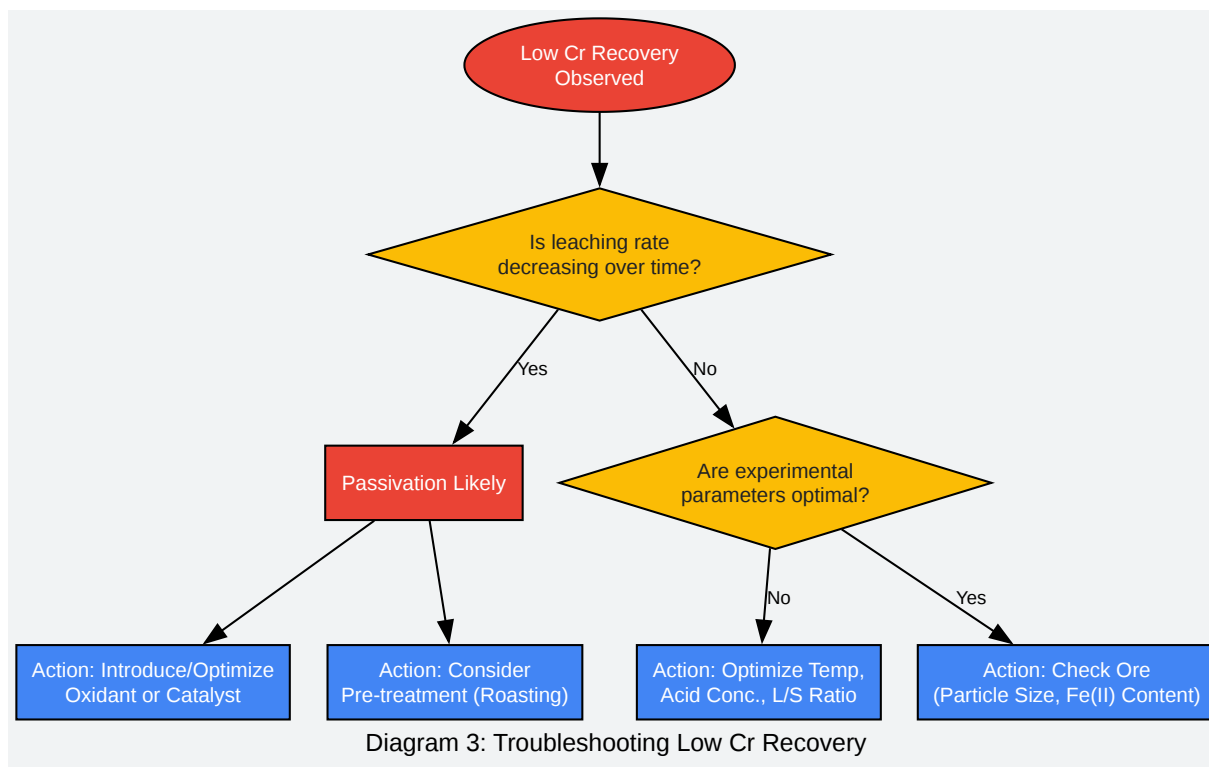 Low Cr Recovery
Observed
Is leaching rate
decreasing over time?
Yes
No
Passivation Likely
Are experimental
parameters optimal?
No
Yes
Action: Introduce/Optimize
Oxidant or Catalyst
Action: Consider
Pre-treatment (Roasting)
Action: Optimize Temp,
Acid Conc., L/S Ratio
Action: Check Ore
(Particle Size, Fe(II) Content)
Diagram 3: Troubleshooting Low Cr Recovery